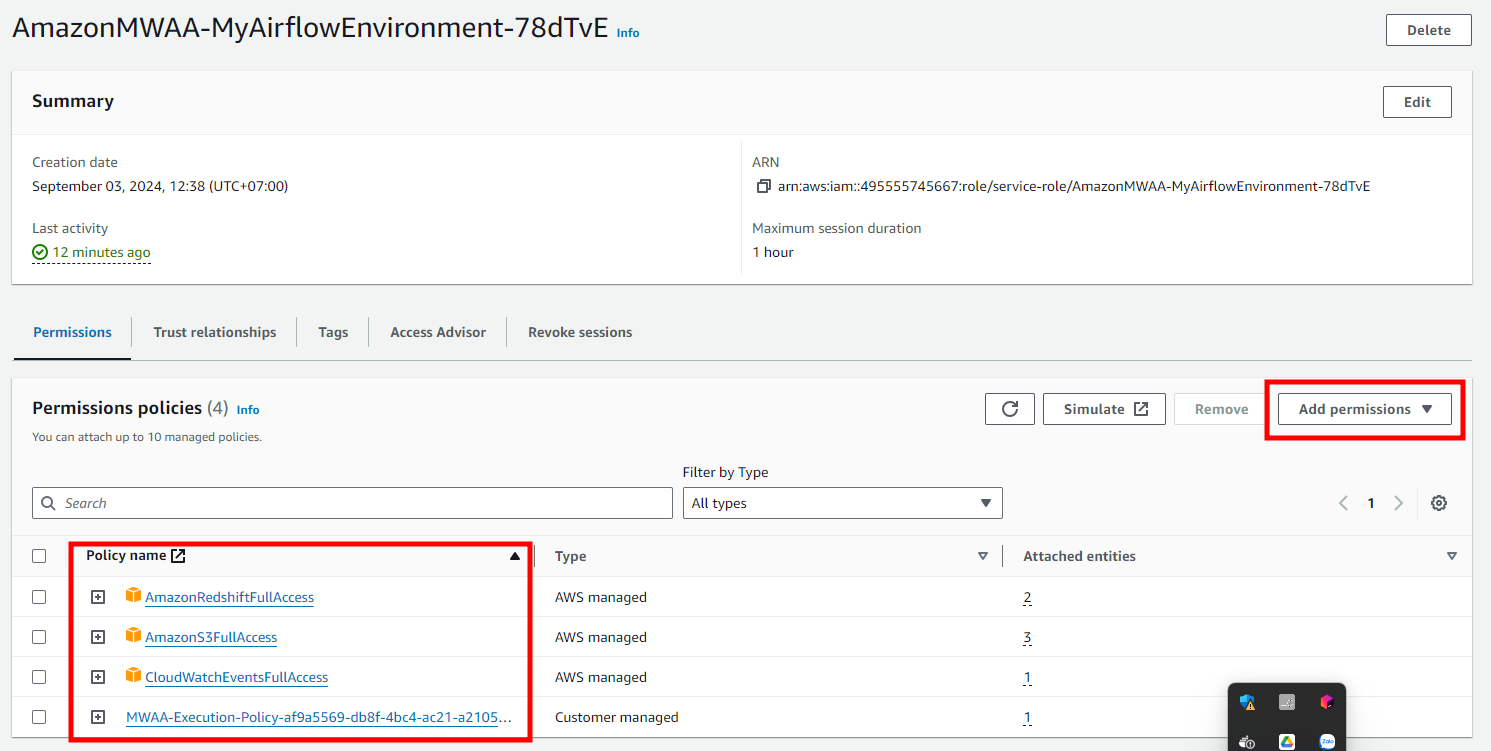 AmazonMWAA-MyAirflowEnvironment-78dTvE Info
Delete
Summary
Edit
Creation date
September 03, 2024, 12:38 (UTC+07:00)
ARN
arn:aws:iam::495555745667:role/service-role/AmazonMWAA-MyAirflowEnvironment-78dTvE
Last activity
12 minutes ago
Maximum session duration
1 hour
Permissions
Trust relationships
Tags
Access Advisor
Revoke sessions
Permissions policies (4) Info
You can attach up to 10 managed policies.
Simulate
Remove
Add permissions
Filter by Type
Search
All types
1
Policy name
Type
Attached entities
AmazonRedshiftFullAccess
AWS managed
2
AmazonS3FullAccess
AWS managed
3
CloudWatchEventsFullAccess
AWS managed
1
MWAA-Execution-Policy-af9a5569-db8f-4bc4-ac21-a2105...
Customer managed
1
Zalo